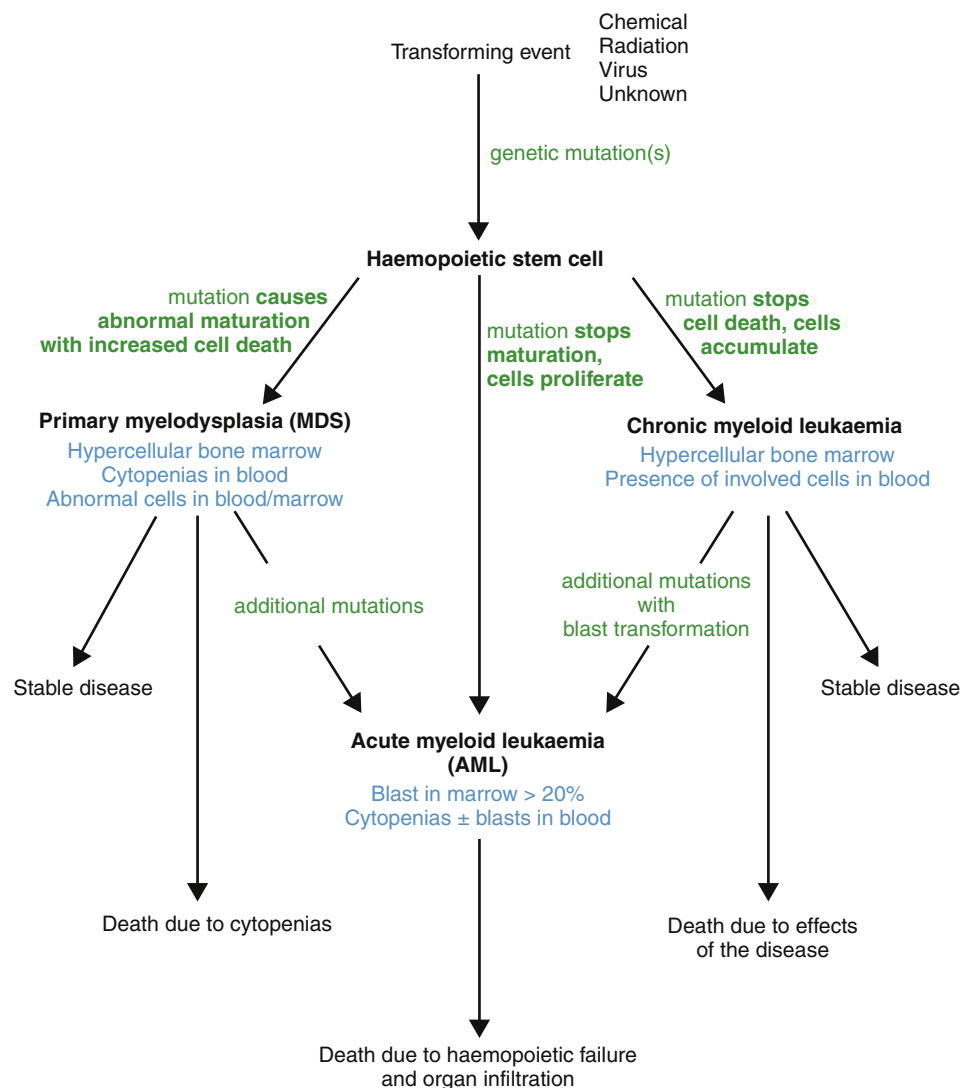 Transforming event
Chemical
Radiation
Virus
Unknown
genetic mutation(s)
Haemopoietic stem cell
mutation causes
abnormal maturation
with increased cell death
mutation stops
maturation,
cells proliferate
mutation stops
cell death, cells
accumulate
Primary myelodysplasia (MDS)
Hypercellular bone marrow
Cytopenias in blood
Abnormal cells in blood/marrow
Chronic myeloid leukaemia
Hypercellular bone marrow
Presence of involved cells in blood
additional mutations
additional mutations
with
blast transformation
Stable disease
Stable disease
Acute myeloid leukaemia
(AML)
Blast in marrow > 20%
Cytopenias ± blasts in blood
Death due to cytopenias
Death due to effects
of the disease
Death due to haemopoietic failure
and organ infiltration